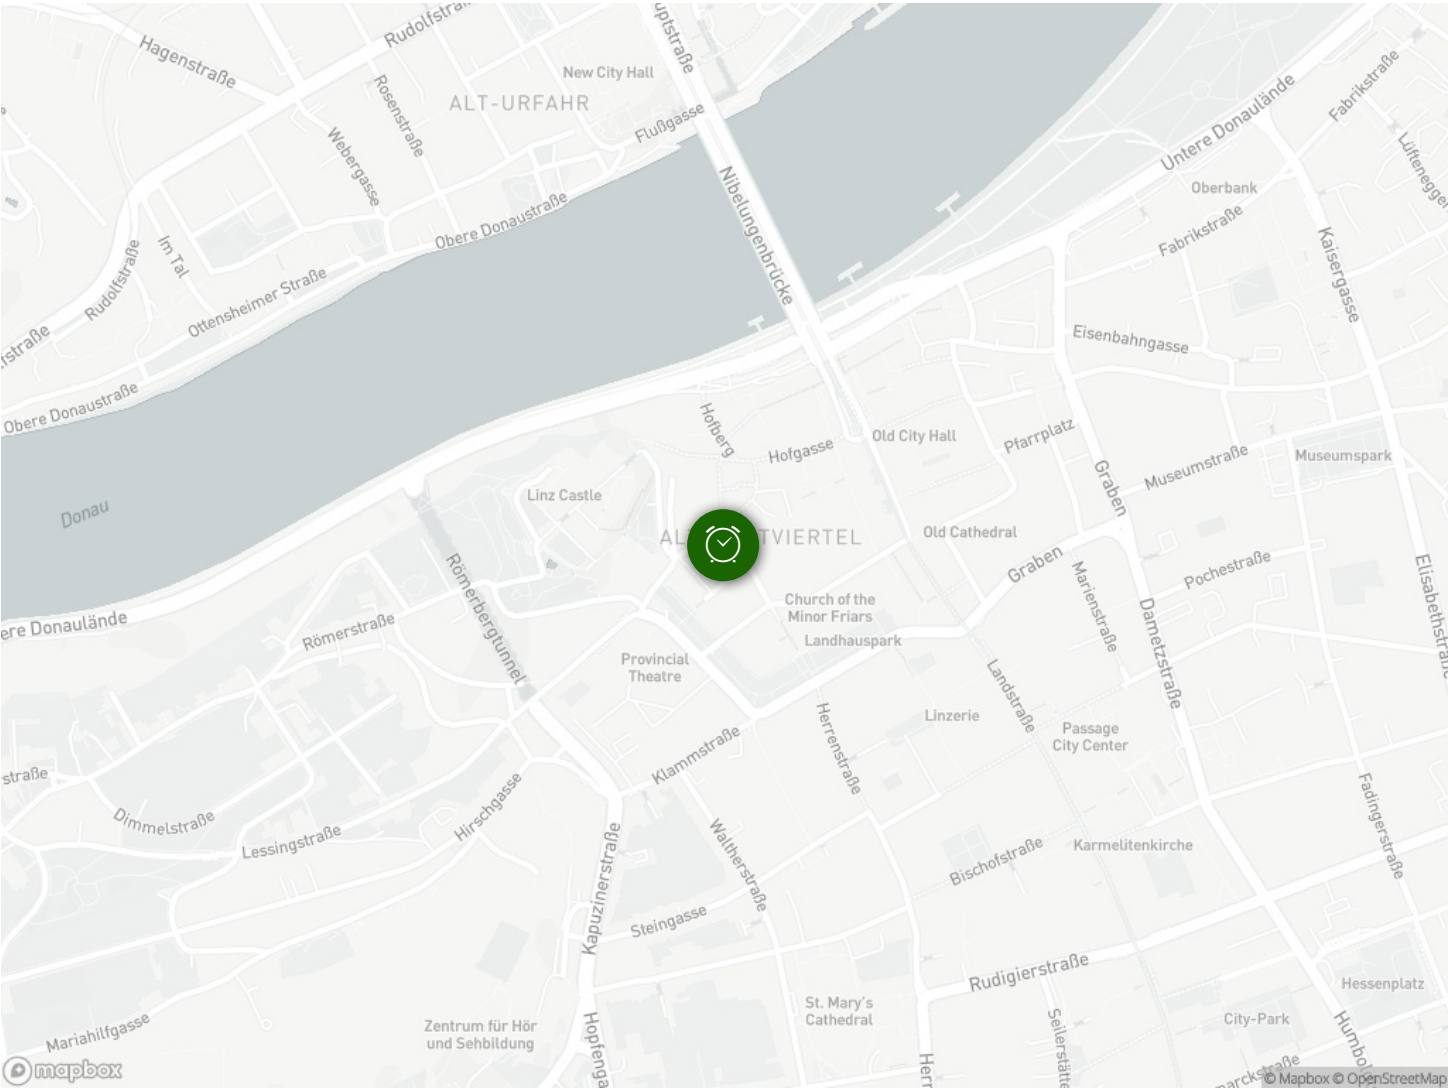 Hagenstraße
Rosenstraße
New City Hall
ALT-URFAHR
Flußgasse
Webergasse
Obere Donaustraße
Im Tal
Rudolfstraße
Ottensheimer Straße
Obere Donaustraße
Nibelungenbrücke
Untere Donaulände
Fabrikstraße
Oberbank
Fabrikstraße
Kaisergasse
Eisenbahngasse
Hofberg
Hofgasse
Old City Hall
Pfarrplatz
Graben
Museumstraße
Museumspark
Donau
Linz Castle
Old Cathedral
Graben
Marienstraße
Pochestraße
Dametzstraße
Römerbergtunnel
Römerstraße
Church of the
Minor Friars
Landhauspark
Provincial
Theatre
Landstraße
Linzerie
Passage
City Center
Herrenstraße
Klammstraße
Dimmelstraße
Lessingstraße
Hirschgasse
Kapuzinerstraße
Waltherstraße
Steingasse
Bischofstraße
Karmelitenkirche
Fadingerstraße
Rudigierstraße
Hessenplatz
St. Mary's
Cathedral
City-Park
Mariahilfgasse
Zentrum für Hör
und Sehbildung
mapbox
© Mapbox © OpenStreetMap